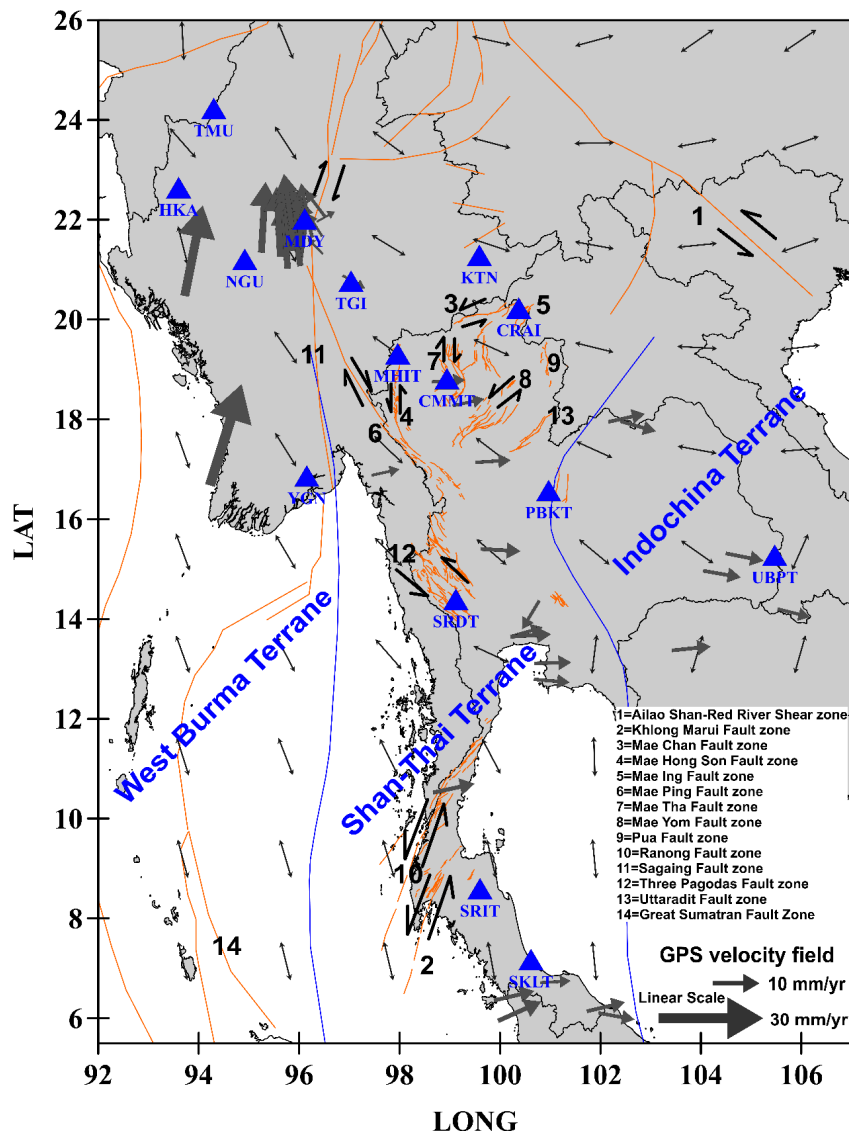 26
24
22
20
18
16
14
12
10
8
6
LAT
92
94
96
98
100
102
104
106
LONG
TMU
HKA
MDY
NGU
TGI
KTN
1
3
5
CRAI
11
MHIT
7
CMMT
9
8
4
6
13
YGN
PBKT
12
SRDT
UBPT
Indochina Terrane
West Burma Terrane
Shan-Thai Terrane
10
SRIT
2
14
SKLT
1=Ailao Shan-Red River Shear zone
2=Khlong Marui Fault zone
3=Mae Chan Fault zone
4=Mae Hong Son Fault zone
5=Mae Ing Fault zone
6=Mae Ping Fault zone
7=Mae Tha Fault zone
8=Mae Yom Fault zone
9=Pua Fault zone
10=Ranong Fault zone
11=Sagaing Fault zone
12=Three Pagodas Fault zone
13=Uttaradit Fault zone
14=Great Sumatran Fault Zone
GPS velocity field
10 mm/yr
Linear Scale
30 mm/yr